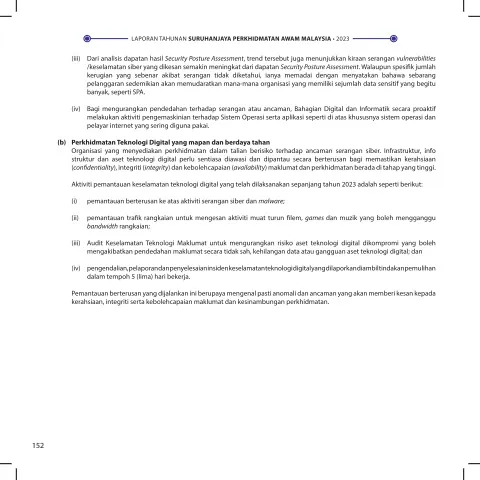 LAPORAN TAHUNAN SURUHANJAYA PERKHIDMATAN AWAM MALAYSIA • 2023
(iii) Dari analisis dapatan hasil Security Posture Assessment, trend tersebut juga menunjukkan kiraan serangan vulnerabilities
/keselamatan siber yang dikesan semakin meningkat dari dapatan Security Posture Assesiment. Walaupun spesifik jumlah
kerugian yang sebenar akibat serangan tidak diketahui, ianya memadai dengan menyatakan bahawa sebarang
pelanggaran sedemikian akan memudaratkan mana-mana organisasi yang memiliki sejumlah data sensitif yang begitu
banyak, seperti SPA.
(iv) Bagi mengurangkan pendedahan terhadap serangan atau ancaman, Bahagian Digital dan Informatik secara proaktif
melakukan aktiviti pengemaskinian terhadap Sistem Operasi serta aplikasi seperti di atas khususnya sistem operasi dan
pelayar internet yang sering diguna pakai.
(b) Perkhidmatan Teknologi Digital yang mapan dan berdaya tahan
Organisasi yang menyediakan perkhidmatan dalam talian berisiko terhadap ancaman serangan siber. Infrastruktur, info
struktur dan aset teknologi digital perlu sentiasa diawasi dan dipantau secara berterusan bagi memastikan kerahsiaan
(confidentiality), integriti (integrity) dan kebolehcapaian (availability) maklumat dan perkhidmatan berada di tahap yang tinggi.
Aktiviti pemantauan keselamatan teknologi digital yang telah dilaksanakan sepanjang tahun 2023 adalah seperti berikut:
(i) pemantauan berterusan ke atas aktiviti serangan siber dan malware;
(ii) pemantauan trafik rangkaian untuk mengesan aktiviti muat turun filem, games dan muzik yang boleh mengganggu
bandwidth rangkaian;
(iii) Audit Keselamatan Teknologi Maklumat untuk mengurangkan risiko aset teknologi digital dikompromi yang boleh
mengakibatkan pendedahan maklumat secara tidak sah, kehilangan data atau gangguan aset teknologi digital; dan
(iv) pengendalian, pelaporan dan penyelesaian insiden keselamatan teknologi digital yang dilaporkan diambil tindakan pemulihan
dalam tempoh 5 (lima) hari bekerja.
Pemantauan berterusan yang dijalankan ini berupaya mengenal pasti anomali dan ancaman yang akan memberi kesan kepada
kerahsiaan, integriti serta kebolehcapaian maklumat dan kesinambungan perkhidmatan.
152